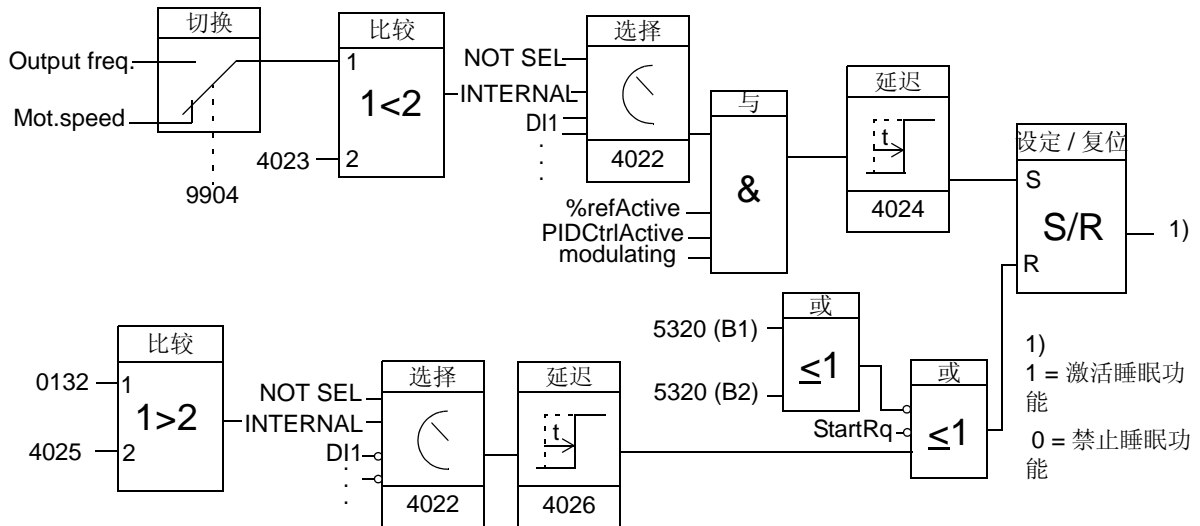 切换
Output freq.
Mot.speed
9904
比较
1
1<2
2
4023
选择
NOT SEL
INTERNAL
DI1
.
.
.
4022
与
&
%refActive
PIDCtrlActive
modulating
延迟
t
4024
设定 / 复位
S
S/R
R
1)
比较
0132
1
1>2
4025
2
选择
NOT SEL
INTERNAL
DI1
.
.
.
4022
延迟
t
4026
或
5320 (B1)
≤1
5320 (B2)
或
StartRq
≤1
1)
1 = 激活睡眠功
能
0 = 禁止睡眠功
能